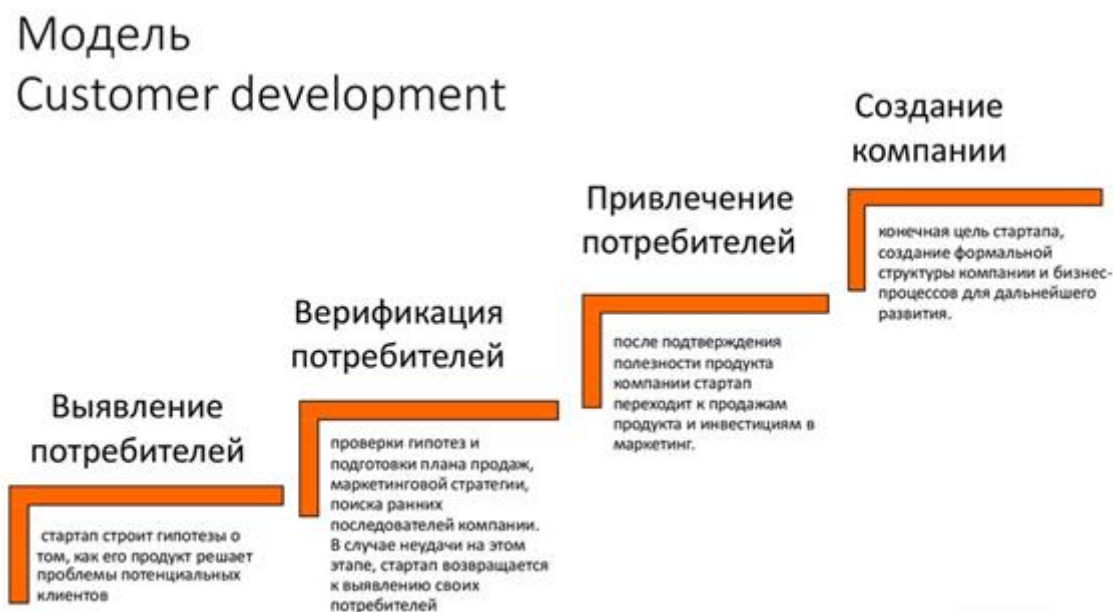 Модель
Customer development
Выявление
потребителей
стартап строит гипотезы о
том, как его продукт решает
проблемы потенциальных
клиентов
Верификация
потребителей
проверки гипотез и
подготовки плана продаж,
маркетинговой стратегии,
поиска ранних
последователей компании.
В случае неудачи на этом
этапе, стартап возвращается
к выявлению своих
потребителей
Привлечение
потребителей
после подтверждения
полезности продукта
компании стартап
переходит к продажам
продукта и инвестициям в
маркетинг.
Создание
компании
конечная цель стартапа,
создание формальной
структуры компании и бизнес-
процессов для дальнейшего
развития.